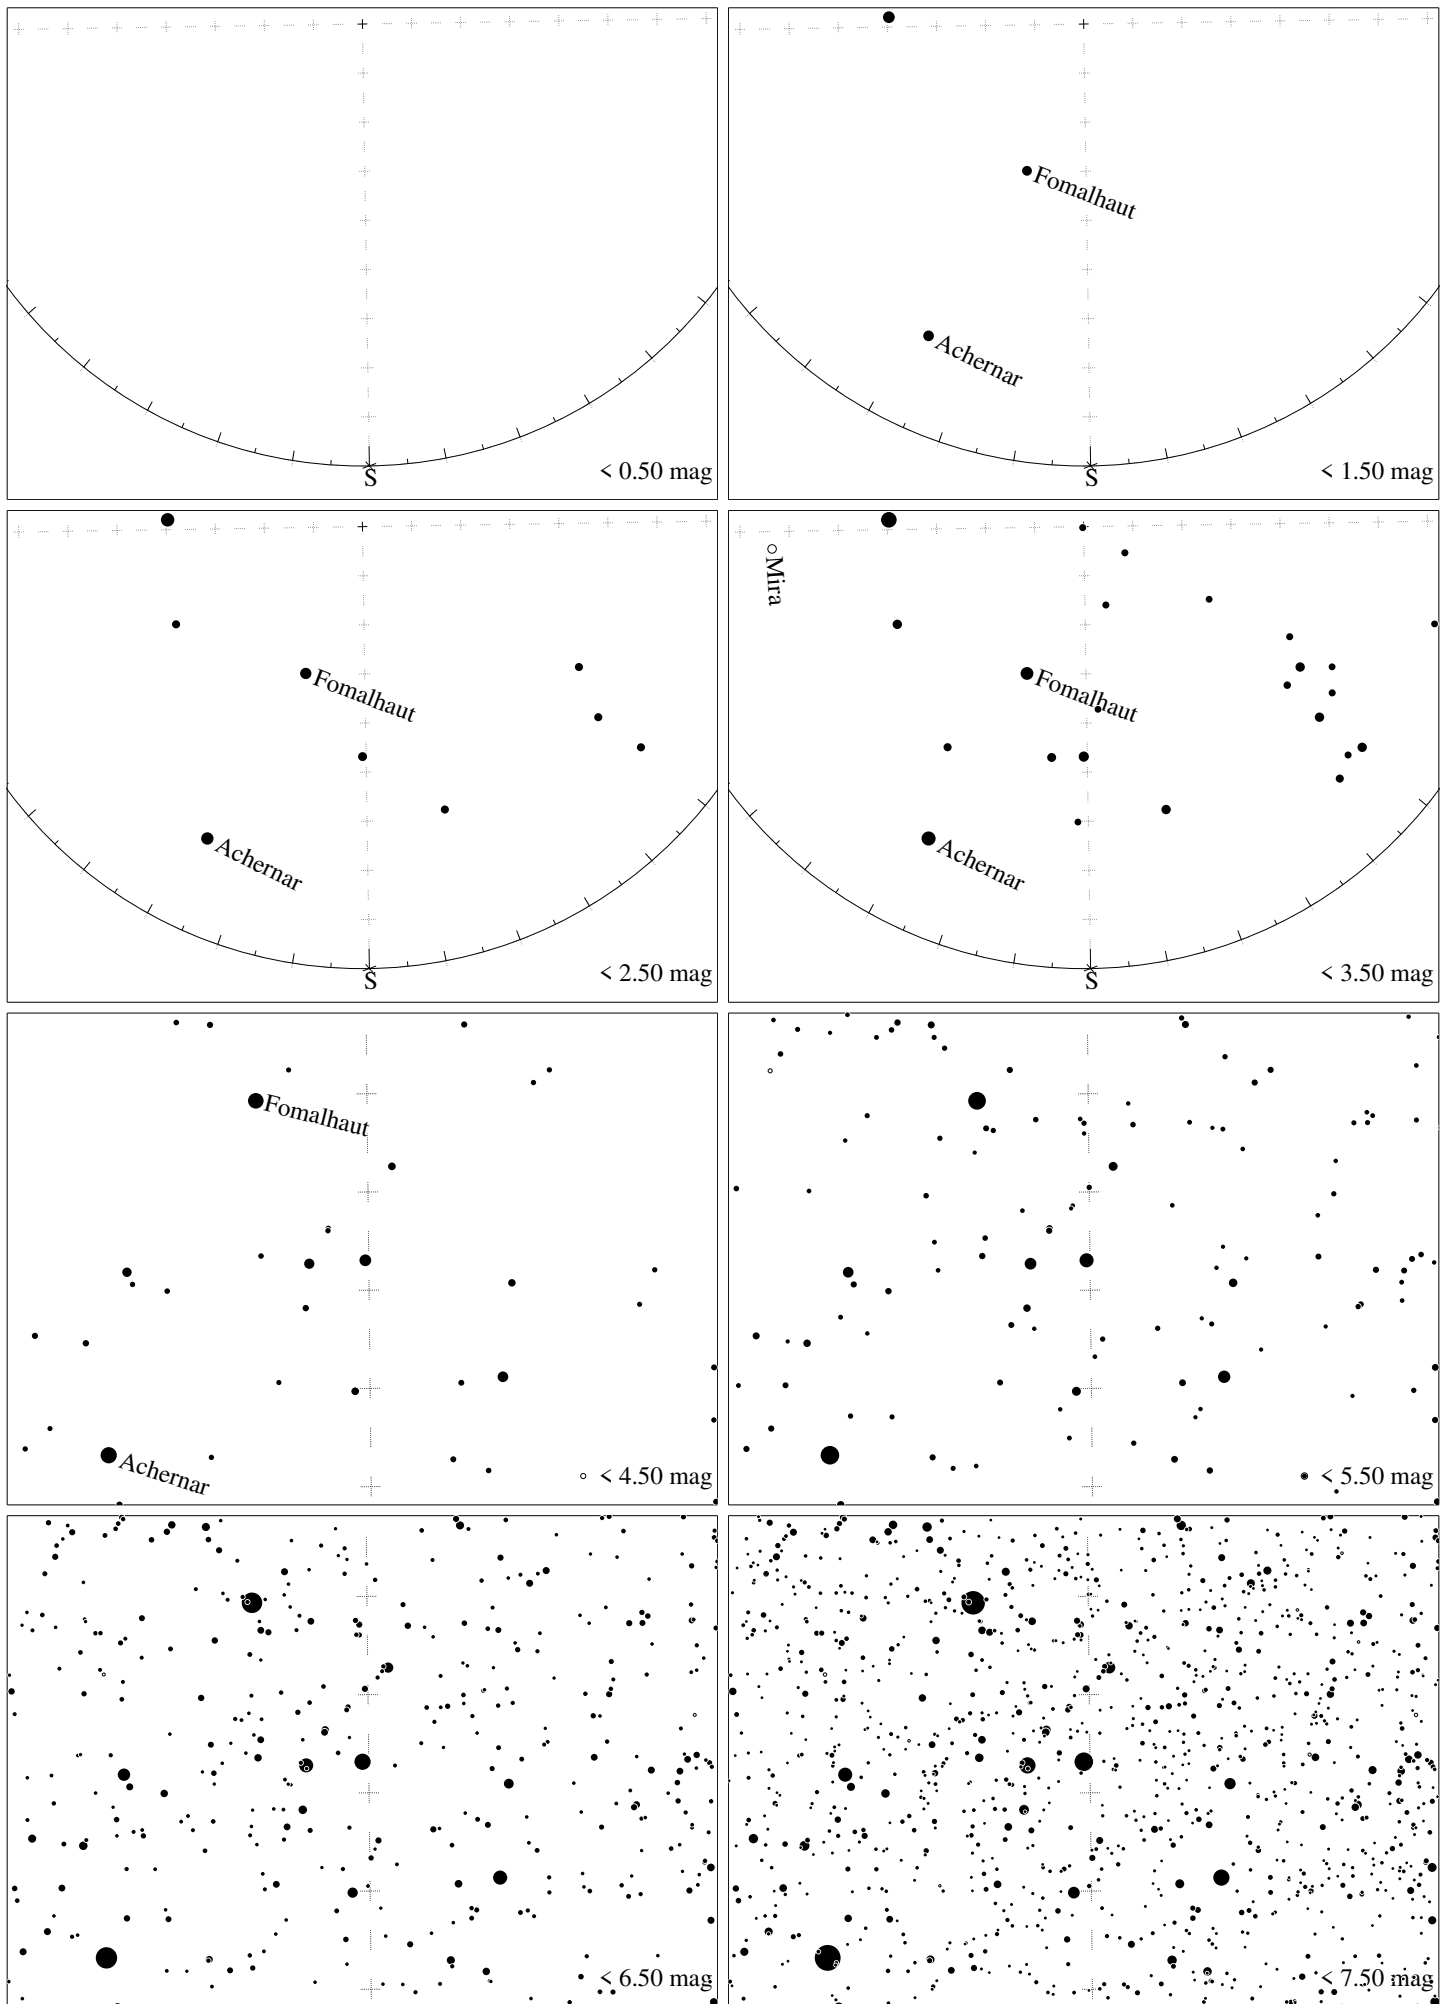 S
< 0.50 mag
Fomalhaut
Achernar
S
< 1.50 mag
Fomalhaut
Achernar
S
< 2.50 mag
Mira
Fomalhaut
Achernar
S
< 3.50 mag
Fomalhaut
Achernar
< 4.50 mag
< 5.50 mag
< 6.50 mag
< 7.50 mag